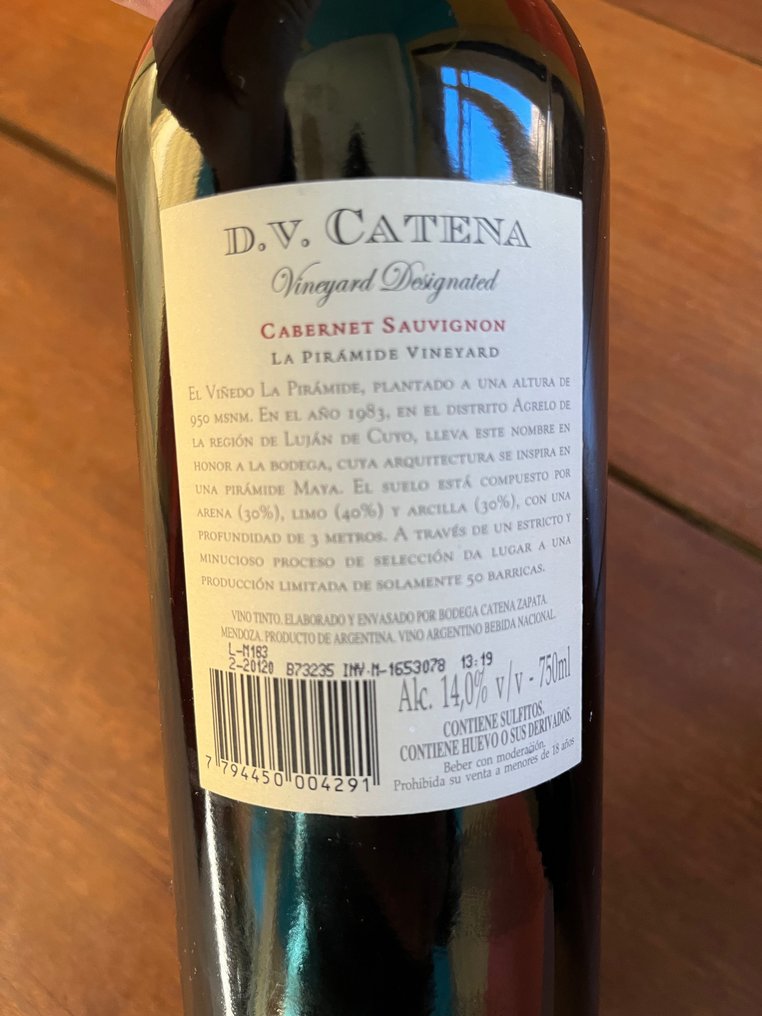 D.V. CATENA
Vineyard Designated
CABERNET SAUVIGNON
LA PIRÁMIDE VINEYARD
EL VIÑEDO LA PIRÁMIDE, PLANTADO A UNA ALTURA DE
950 MSNM. EN EL AÑO 1983, EN EL DISTRITO AGRELO DE
LA REGIÓN DE LUJÁN DE CUYO, LLEVA ESTE NOMBRE EN
HONOR A LA BODEGA, CUYA ARQUITECTURA SE INSPIRA EN
UNA PIRÁMIDE MAYA. EL SUELO ESTÁ COMPUESTO POR
ARENA (30%), LIMO (40%) Y ARCILLA (30%), CON UNA
PROFUNDIDAD DE 3 METROS. A TRAVÉS DE UN ESTRICTO Y
MINUCIOSO PROCESO DE SELECCIÓN DA LUGAR A UNA
PRODUCCIÓN LIMITADA DE SOLAMENTE 50 BARRICAS.
VINO TINTO. ELABORADO Y ENVASADO POR BODEGA CATENA ZAPATA.
MENDOZA. PRODUCTO DE ARGENTINA. VINO ARGENTINO BEBIDA NACIONAL.
L-M183
2-20120 B73235 INV.M-1653078 13:19
Alc. 14,0% v/v - 750ml
CONTIENE SULFITOS.
CONTIENE HUEVO O SUS DERIVADOS.
Beber con moderación.
Prohibida su venta a menores de 18 años
7 794450 004291